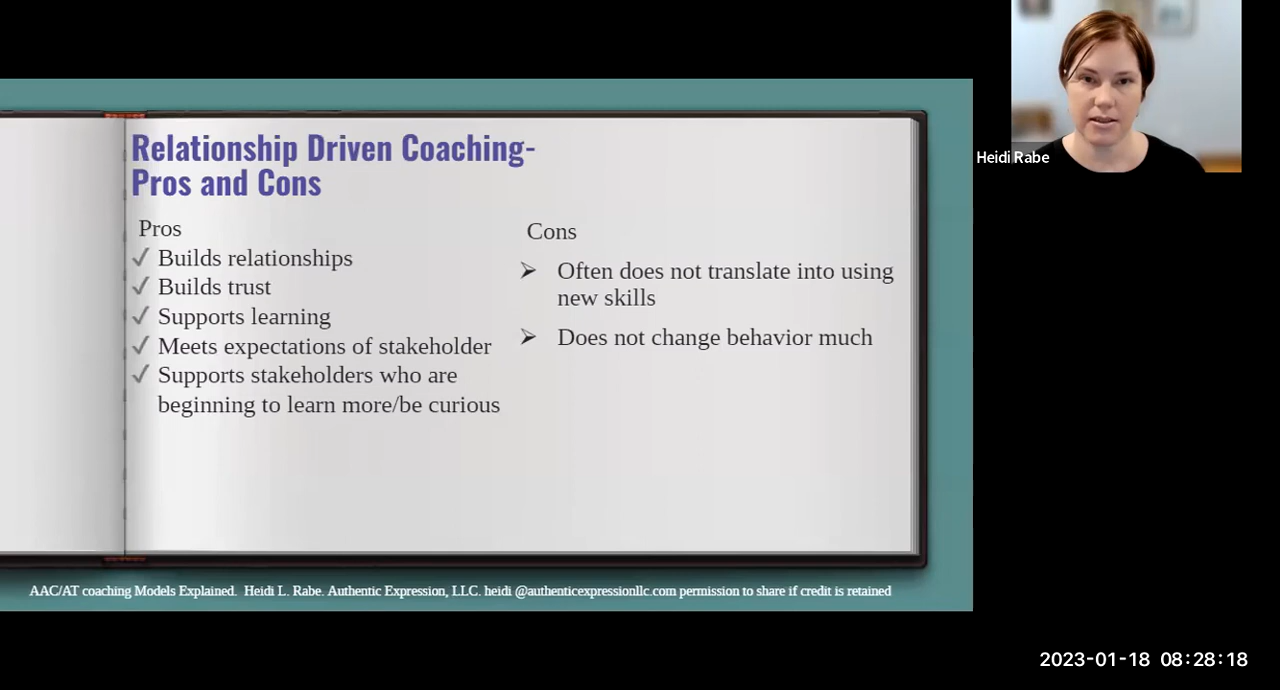 Relationship Driven Coaching-
Pros and Cons
Pros
Builds relationships
Builds trust
Supports learning
Meets expectations of stakeholder
Supports stakeholders who are
beginning to learn more/be curious
Cons
Often does not translate into using
new skills
Does not change behavior much
AAC/AT coaching Models Explained. Heidi L. Rabe. Authentic Expression, LLC. heidi @authenticexpressionllc.com permission to share if credit is retained
Heidi Rabe
2023-01-18 08:28:18